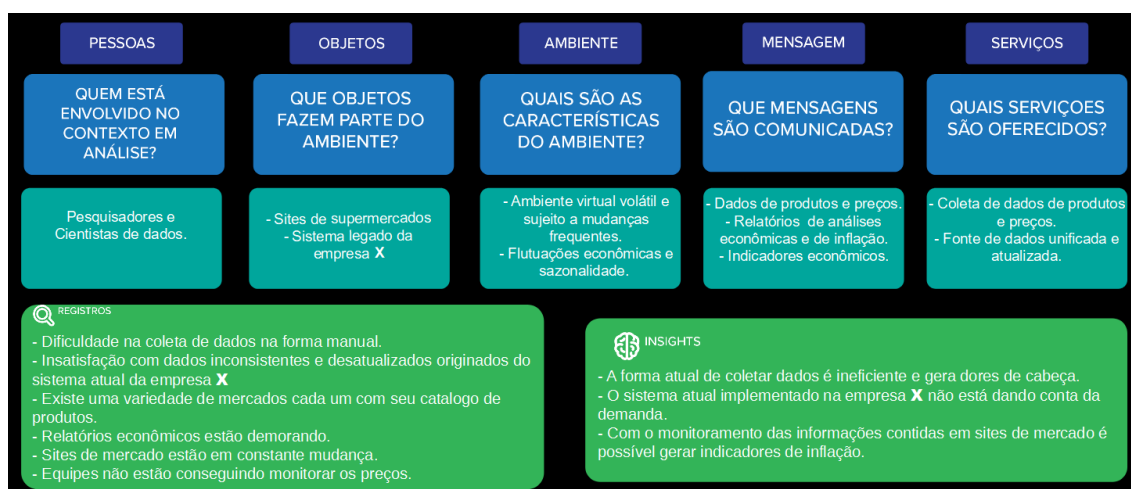 PESSOAS
OBJETOS
AMBIENTE
MENSAGEM
SERVIÇOS
QUEM ESTÁ
ENVOLVIDO NO
CONTEXTO EM
ANÁLISE?
QUE OBJETOS
FAZEM PARTE DO
AMBIENTE?
QUAIS SÃO AS
CARACTERÍSTICAS
DO AMBIENTE?
QUE MENSAGENS
SÃO COMUNICADAS?
QUAIS SERVIÇOES
SÃO OFERECIDOS?
Pesquisadores e
Cientistas de dados.
- Sites de supermercados
- Sistema legado da
empresa X
- Ambiente virtual volátil e
sujeito a mudanças
frequentes.
- Flutuações econômicas e
sazonalidade.
- Dados de produtos e preços.
- Relatórios de análises
econômicas e de inflação.
- Indicadores econômicos.
- Coleta de dados de produtos
e preços.
- Fonte de dados unificada e
atualizada.
REGISTROS
- Dificuldade na coleta de dados na forma manual.
- Insatisfação com dados inconsistentes e desatualizados originados do
sistema atual da empresa X
- Existe uma variedade de mercados cada um com seu catalogo de
produtos.
- Relatórios econômicos estão demorando.
- Sites de mercado estão em constante mudança.
- Equipes não estão conseguindo monitorar os preços.
INSIGHTS
- A forma atual de coletar dados é ineficiente e gera dores de cabeça.
- O sistema atual implementado na empresa X não está dando conta da
demanda.
- Com o monitoramento das informações contidas em sites de mercado é
possível gerar indicadores de inflação.